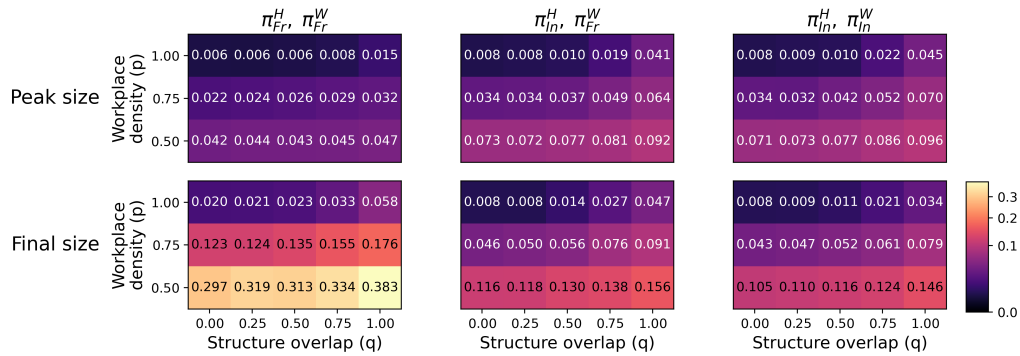 π_Fr^H, π_Fr^W π_In^H, π_Fr^W π_In^H, π_In^W
Peak size
Workplace
density (p)
1.00 0.006 0.006 0.006 0.008 0.015 0.008 0.008 0.010 0.019 0.041 0.008 0.009 0.010 0.022 0.045
0.75 0.022 0.024 0.026 0.029 0.032 0.034 0.034 0.037 0.049 0.064 0.034 0.032 0.042 0.052 0.070
0.50 0.042 0.044 0.043 0.045 0.047 0.073 0.072 0.077 0.081 0.092 0.071 0.073 0.077 0.086 0.096
Final size
Workplace
density (p)
1.00 0.020 0.021 0.023 0.033 0.058 0.008 0.008 0.014 0.027 0.047 0.008 0.009 0.011 0.021 0.034
0.75 0.123 0.124 0.135 0.155 0.176 0.046 0.050 0.056 0.076 0.091 0.043 0.047 0.052 0.061 0.079
0.50 0.297 0.319 0.313 0.334 0.383 0.116 0.118 0.130 0.138 0.156 0.105 0.110 0.116 0.124 0.146
0.00 0.25 0.50 0.75 1.00 0.00 0.25 0.50 0.75 1.00 0.00 0.25 0.50 0.75 1.00
Structure overlap (q) Structure overlap (q) Structure overlap (q)
0.3
0.2
0.1
0.0